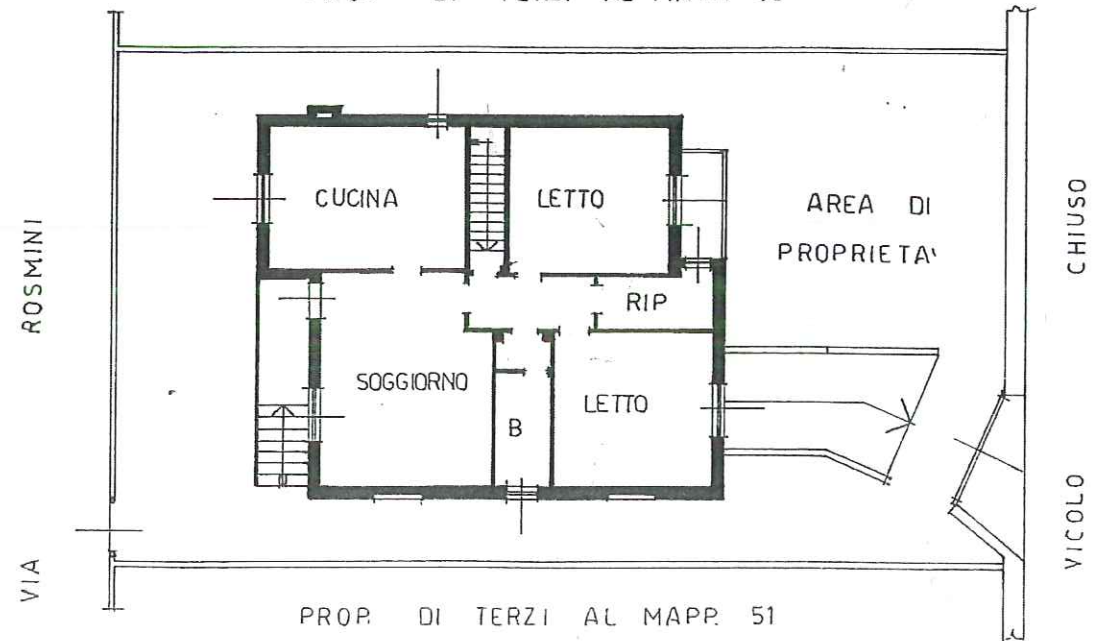 CUCINA
LETTO
AREA DI
PROPRIETA'
RIP
SOGGIORNO
LETTO
B
VIA ROSMINI
VICOLO CHIUSO
PROP. DI TERZI AL MAPP. 51